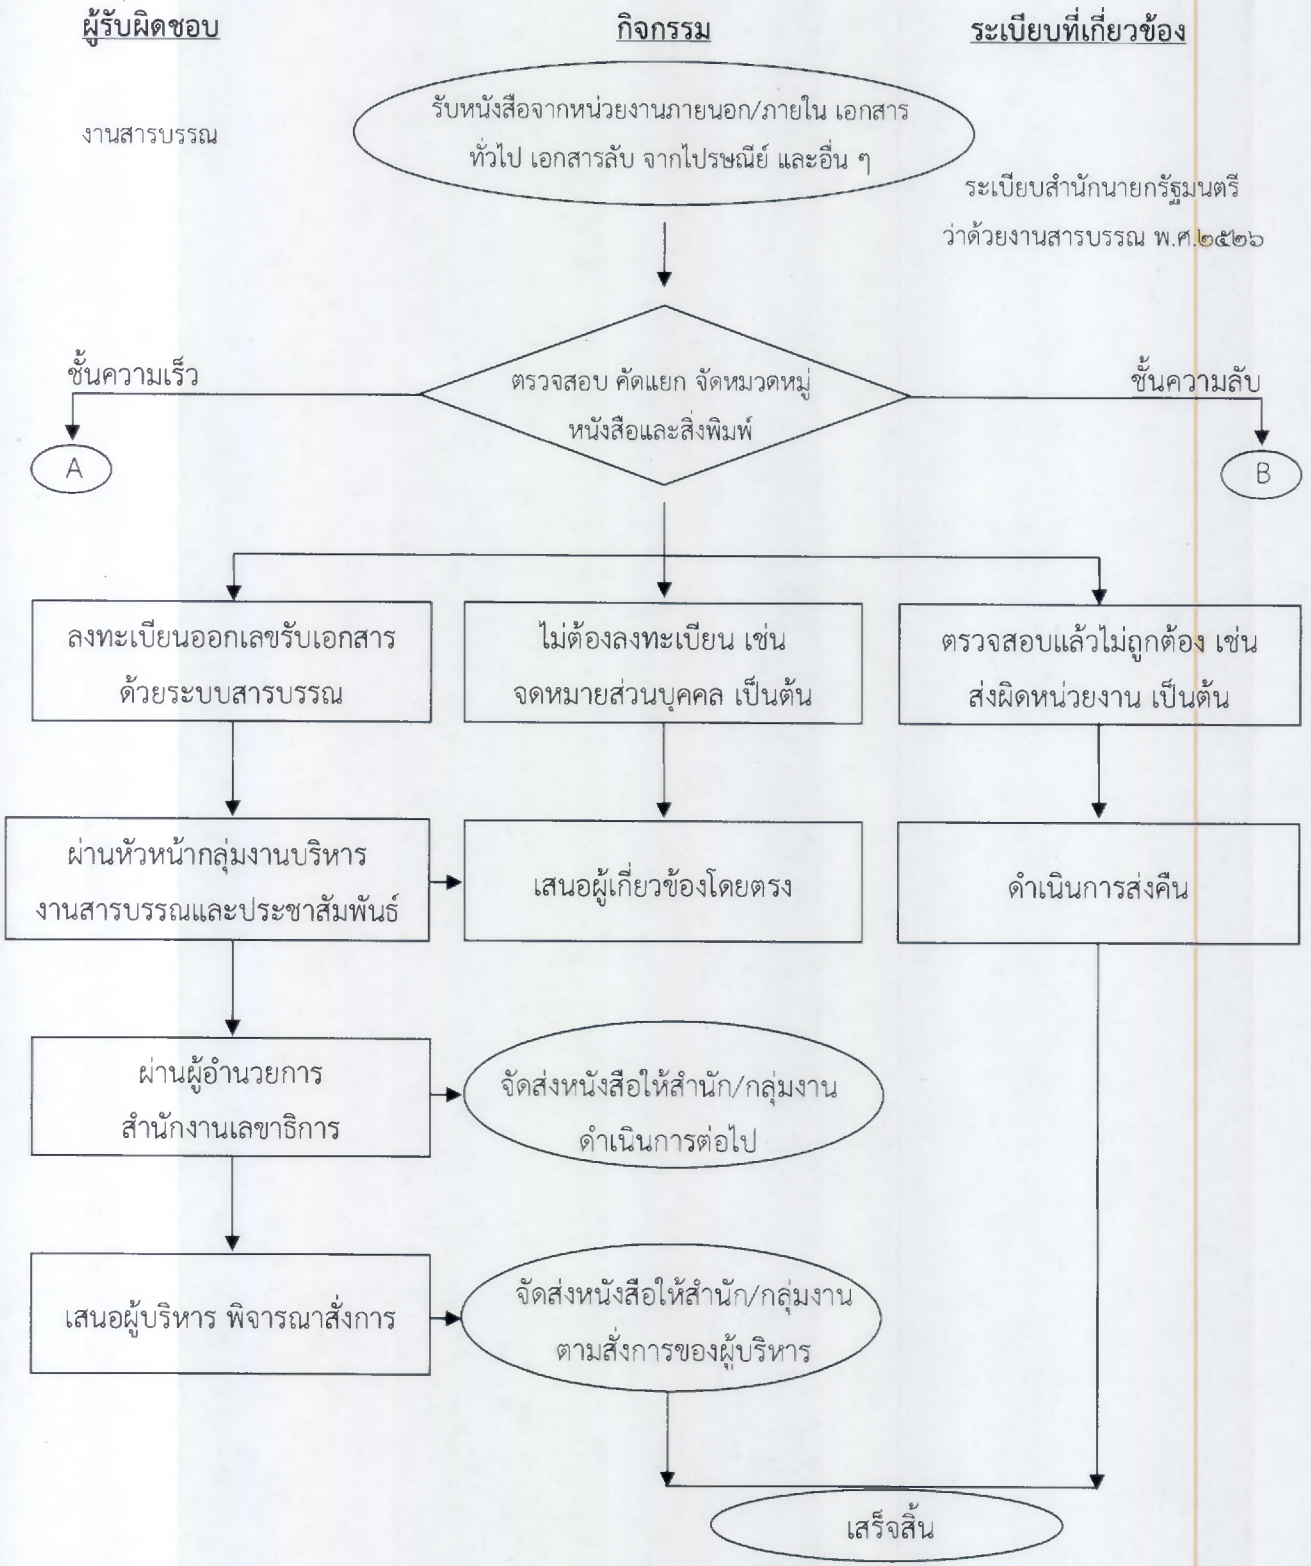 ผู้รับผิดชอบ
กิจกรรม
ระเบียบที่เกี่ยวข้อง
งานสารบรรณ
รับหนังสือจากหน่วยงานภายนอก/ภายใน เอกสาร
ทั่วไป เอกสารลับ จากไปรษณีย์ และอื่น ๆ
ระเบียบสำนักนายกรัฐมนตรี
ว่าด้วยงานสารบรรณ พ.ศ.๒๕๒๖
ชั้นความเร็ว
ตรวจสอบ คัดแยก จัดหมวดหมู่
หนังสือและสิ่งพิมพ์
ชั้นความลับ
A
B
ลงทะเบียนออกเลขรับเอกสาร
ด้วยระบบสารบรรณ
ไม่ต้องลงทะเบียน เช่น
จดหมายส่วนบุคคล เป็นต้น
ตรวจสอบแล้วไม่ถูกต้อง เช่น
ส่งผิดหน่วยงาน เป็นต้น
ผ่านหัวหน้ากลุ่มงานบริหาร
งานสารบรรณและประชาสัมพันธ์
เสนอผู้เกี่ยวข้องโดยตรง
ดำเนินการส่งคืน
ผ่านผู้อำนวยการ
สำนักงานเลขาธิการ
จัดส่งหนังสือให้สำนัก/กลุ่มงาน
ดำเนินการต่อไป
เสนอผู้บริหาร พิจารณาสั่งการ
จัดส่งหนังสือให้สำนัก/กลุ่มงาน
ตามสั่งการของผู้บริหาร
เสร็จสิ้น